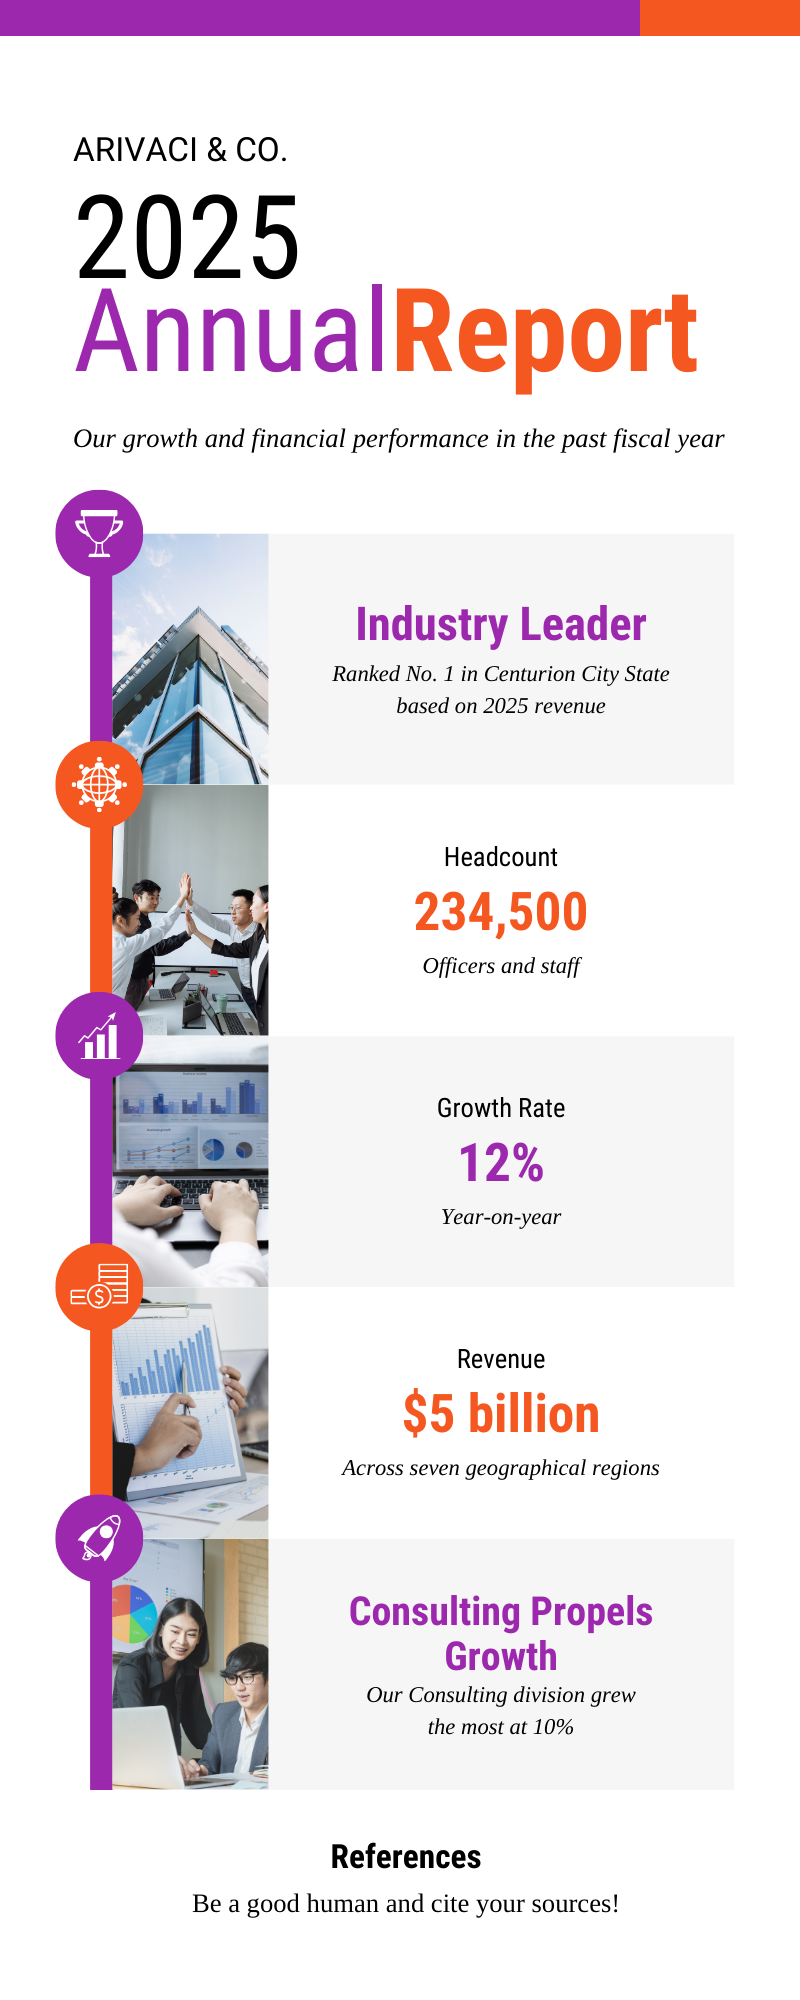 ARIVACI & CO.
2025
AnnualReport
Our growth and financial performance in the past fiscal year
Industry Leader
Ranked No. 1 in Centurion City State
based on 2025 revenue
Headcount
234,500
Officers and staff
Growth Rate
12%
Year-on-year
Revenue
$5 billion
Across seven geographical regions
Consulting Propels
Growth
Our Consulting division grew
the most at 10%
References
Be a good human and cite your sources!